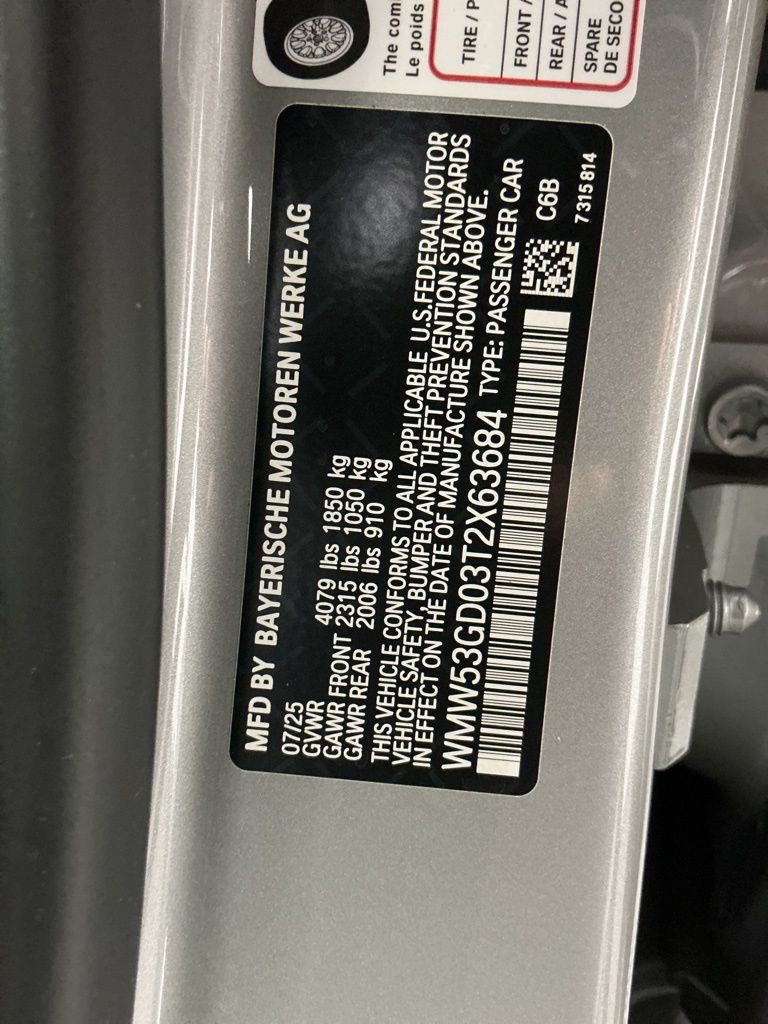 The com
Le poids
TIRE / P
FRONT /
REAR / A
SPARE
DE SECO
MFD BY BAYERISCHE MOTOREN WERKE AG
07/25
GVWR 4079 lbs 1850 kg
GAWR FRONT 2315 lbs 1050 kg
GAWR REAR 2006 lbs 910 kg
THIS VEHICLE CONFORMS TO ALL APPLICABLE U.S.FEDERAL MOTOR
VEHICLE SAFETY, BUMPER AND THEFT PREVENTION STANDARDS
IN EFFECT ON THE DATE OF MANUFACTURE SHOWN ABOVE.
WMW53GD03T2X63684 TYPE: PASSENGER CAR
C6B
7315814